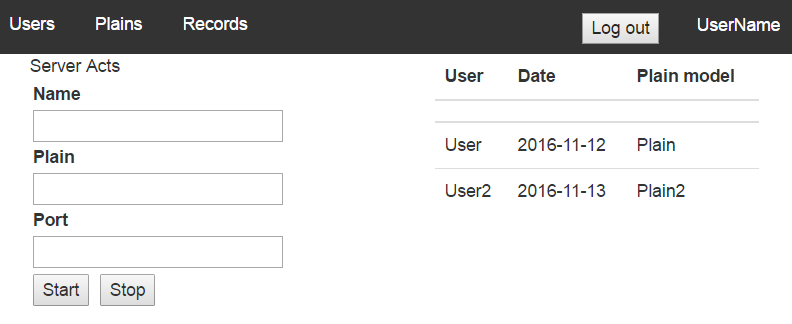 Users Plains Records Log out UserName
Server Acts
Name
Plain
Port
Start Stop
User Date Plain model
User 2016-11-12 Plain
User2 2016-11-13 Plain2